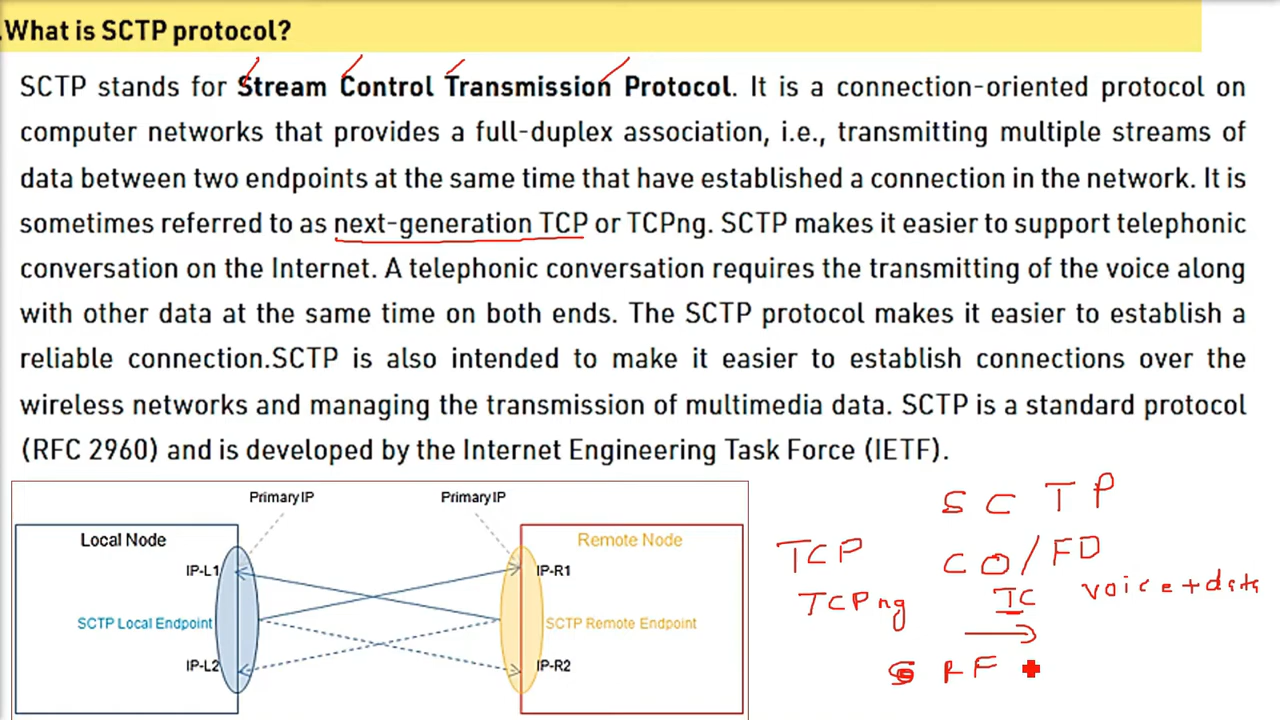 .What is SCTP protocol?
SCTP stands for Stream Control Transmission Protocol. It is a connection-oriented protocol on
computer networks that provides a full-duplex association, i.e., transmitting multiple streams of
data between two endpoints at the same time that have established a connection in the network. It is
sometimes referred to as next-generation TCP or TCPng. SCTP makes it easier to support telephonic
conversation on the Internet. A telephonic conversation requires the transmitting of the voice along
with other data at the same time on both ends. The SCTP protocol makes it easier to establish a
reliable connection.SCTP is also intended to make it easier to establish connections over the
wireless networks and managing the transmission of multimedia data. SCTP is a standard protocol
(RFC 2960) and is developed by the Internet Engineering Task Force (IETF).
Primary IP Primary IP
Local Node Remote Node
IP-L1 IP-R1
SCTP Local Endpoint SCTP Remote Endpoint
IP-L2 IP-R2
SCTP
TCP CO/FD
TCPng TC voice+data
RF